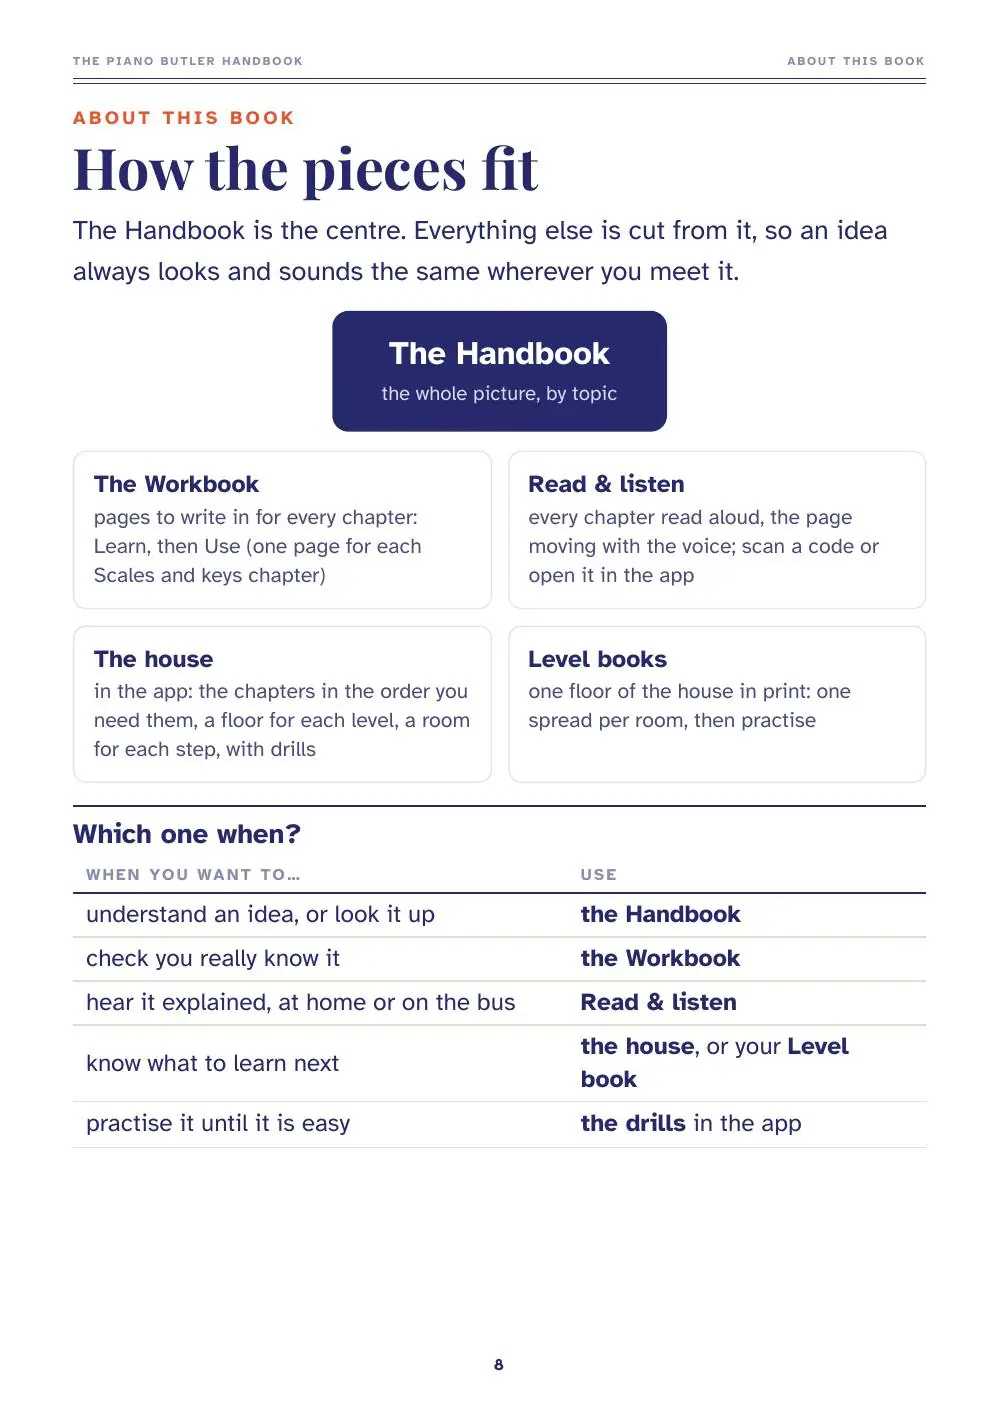 THE PIANO BUTLER HANDBOOK
ABOUT THIS BOOK
ABOUT THIS BOOK
How the pieces fit
The Handbook is the centre. Everything else is cut from it, so an idea
always looks and sounds the same wherever you meet it.
The Handbook
the whole picture, by topic
The Workbook
pages to write in for every chapter:
Learn, then Use (one page for each
Scales and keys chapter)
Read & listen
every chapter read aloud, the page
moving with the voice; scan a code or
open it in the app
The house
in the app: the chapters in the order you
need them, a floor for each level, a room
for each step, with drills
Level books
one floor of the house in print: one
spread per room, then practise
Which one when?
WHEN YOU WANT TO…
USE
understand an idea, or look it up
the Handbook
check you really know it
the Workbook
hear it explained, at home or on the bus
Read & listen
know what to learn next
the house, or your Level
book
practise it until it is easy
the drills in the app
8